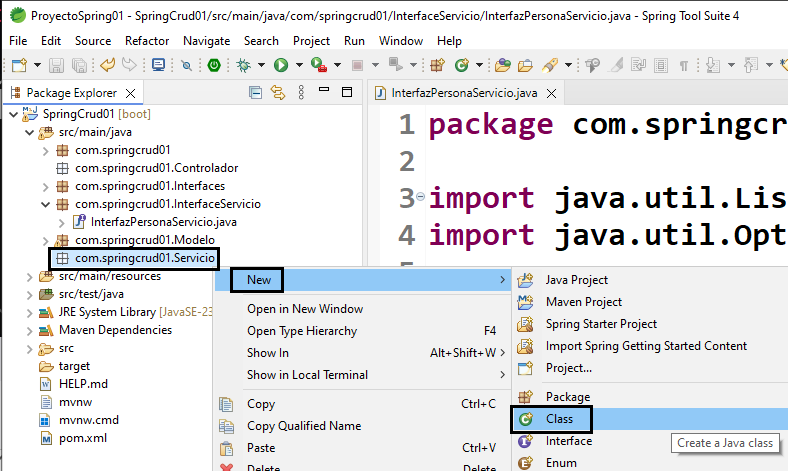 ProyectoSpring01 - SpringCrud01/src/main/java/com/springcrud01/InterfaceServicio/InterfazPersonaServicio.java - Spring Tool Suite 4
File Edit Source Refactor Navigate Search Project Run Window Help
Package Explorer
InterfazPersonaServicio.java
SpringCrud01 [boot]
src/main/java
com.springcrud01
com.springcrud01.Controlador
com.springcrud01.Interfaces
com.springcrud01.InterfaceServicio
InterfazPersonaServicio.java
com.springcrud01.Modelo
com.springcrud01.Servicio
src/main/resources
src/test/java
JRE System Library [JavaSE-23
Maven Dependencies
src
target
HELP.md
mvnw
mvnw.cmd
pom.xml
1 package com.springcr
2
3 import java.util.Lis
4 import java.util.Opt
New
Open in New Window
Open Type Hierarchy F4
Show In Alt+Shift+W
Show in Local Terminal
Copy Ctrl+C
Copy Qualified Name
Paste Ctrl+V
Delete Delete
Java Project
Maven Project
Spring Starter Project
Import Spring Getting Started Content
Project...
Package
Class
Interface
Enum
Create a Java class